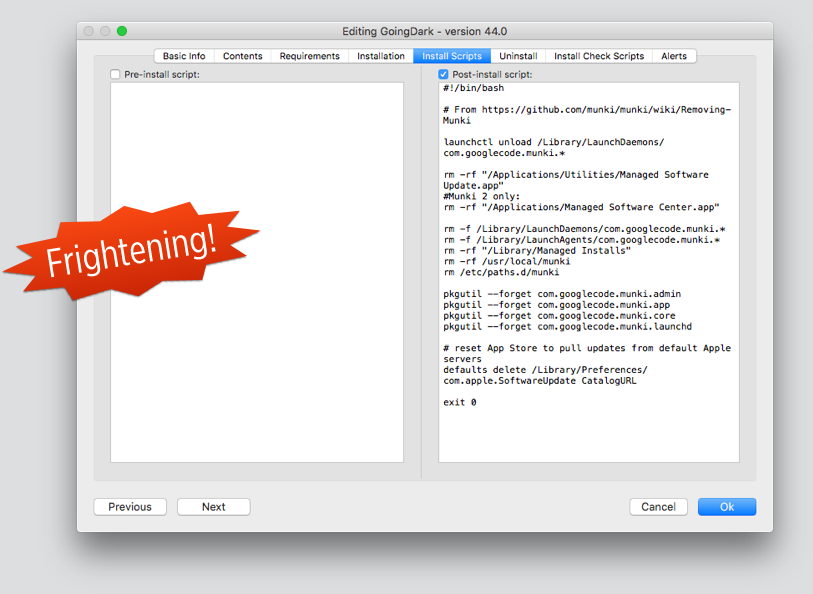 Editing GoingDark - version 44.0
Basic Info Contents Requirements Installation Install Scripts Uninstall Install Check Scripts Alerts
Pre-install script:
Post-install script:
#!/bin/bash
# From https://github.com/munki/munki/wiki/Removing-
Munki
launchctl unload /Library/LaunchDaemons/
com.googlecode.munki.*
rm -rf "/Applications/Utilities/Managed Software
Update.app"
#Munki 2 only:
rm -rf "/Applications/Managed Software Center.app"
rm -f /Library/LaunchDaemons/com.googlecode.munki.*
rm -f /Library/LaunchAgents/com.googlecode.munki.*
rm -rf "/Library/Managed Installs"
rm -rf /usr/local/munki
rm /etc/paths.d/munki
pkgutil --forget com.googlecode.munki.admin
pkgutil --forget com.googlecode.munki.app
pkgutil --forget com.googlecode.munki.core
pkgutil --forget com.googlecode.munki.launchd
# reset App Store to pull updates from default Apple
servers
defaults delete /Library/Preferences/
com.apple.SoftwareUpdate CatalogURL
exit 0
Frightening!
Previous Next Cancel Ok